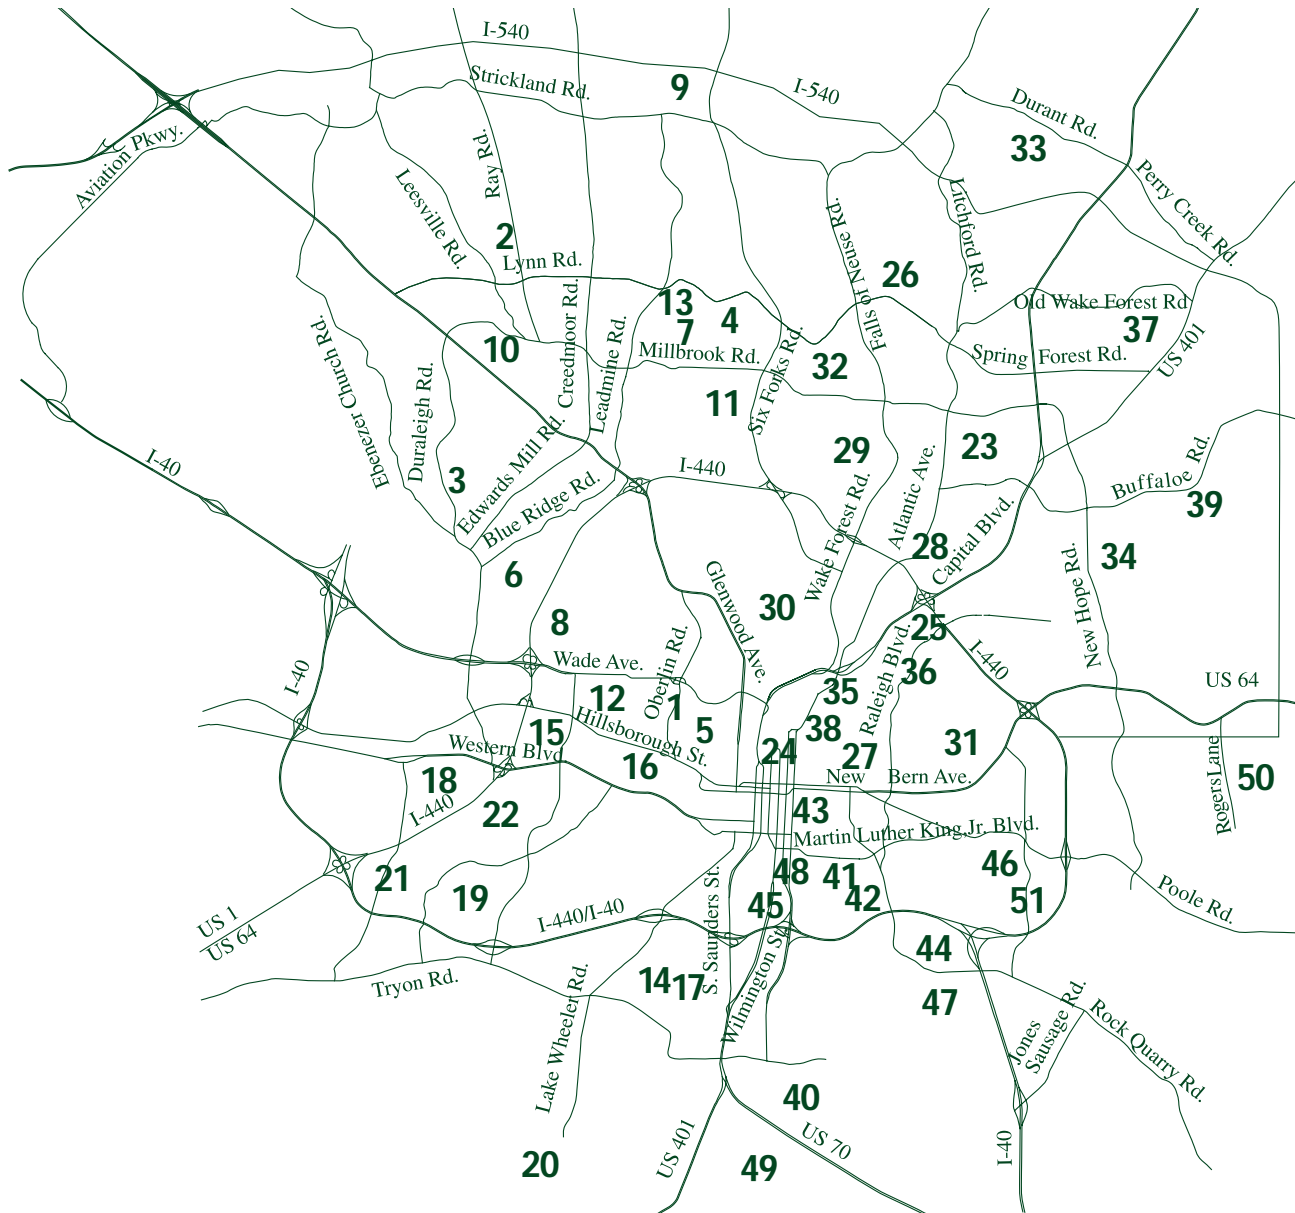 I-540
Strickland Rd.
9
I-540
Durant Rd.
33
Aviation Pkwy.
Ray Rd.
Leesville Rd.
Perry Creek Rd.
Litchford Rd.
2
Lynn Rd.
Falls of Neuse Rd.
26
13
7
4
Old Wake Forest Rd
37
Creedmoor Rd.
Leadmine Rd.
Ebenezer Church Rd.
10
Millbrook Rd.
Six Forks Rd.
32
Spring Forest Rd.
US 401
Duraleigh Rd.
11
29
23
I-40
3
Edwards Mill Rd.
Blue Ridge Rd.
I-440
Wake Forest Rd.
Atlantic Ave.
Capital Blvd.
Buffaloe Rd.
39
28
34
New Hope Rd.
6
Glenwood Ave.
30
8
25
Wade Ave.
Oberlin Rd.
Raleigh Blvd.
36
I-440
I-40
US 64
12
1
5
35
38
Hillsborough St.
15
Western Blvd
16
24
27
31
18
New Bern Ave.
Rogers Lane
50
I-440
22
43
Martin Luther King,Jr. Blvd.
21
19
48
41
42
46
51
Poole Rd.
US 1
US 64
I-440/I-40
S. Saunders St.
45
Wilmington St.
44
Tryon Rd.
14
17
47
Lake Wheeler Rd.
Jones
Sausage Rd.
Rock Quarry Rd.
40
US 401
US 70
I-40
20
49